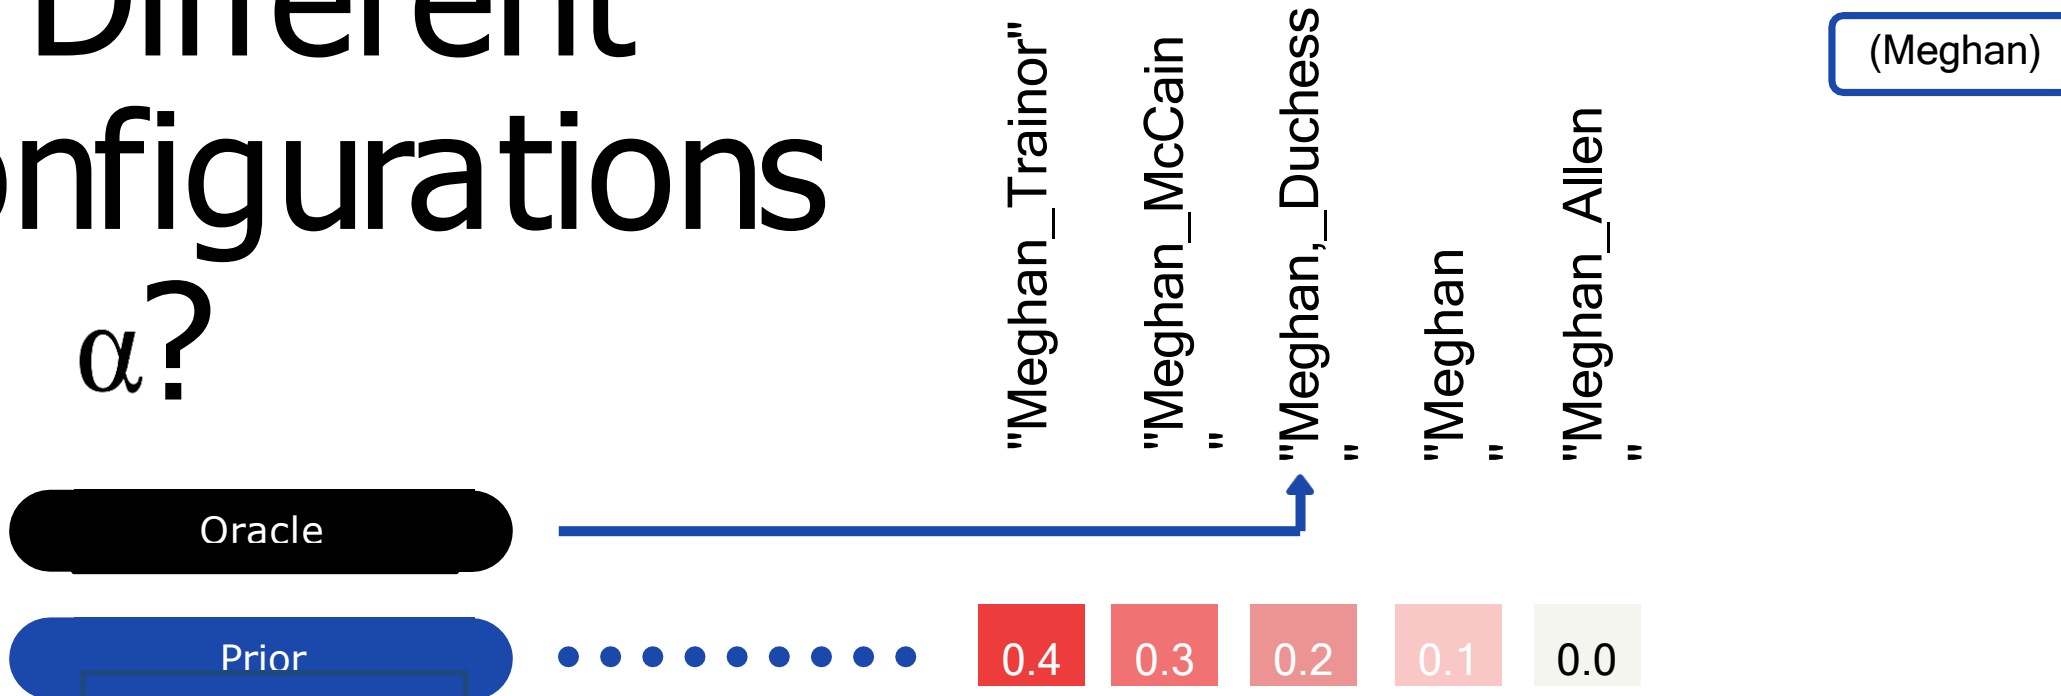 Different
onfigurations
α?
"Meghan_Trainor"
"Meghan_McCain
"
"Meghan,_Duchess
"
"Meghan
"
"Meghan_Allen
"
(Meghan)
Oracle
Prior
0.4 0.3 0.2 0.1 0.0